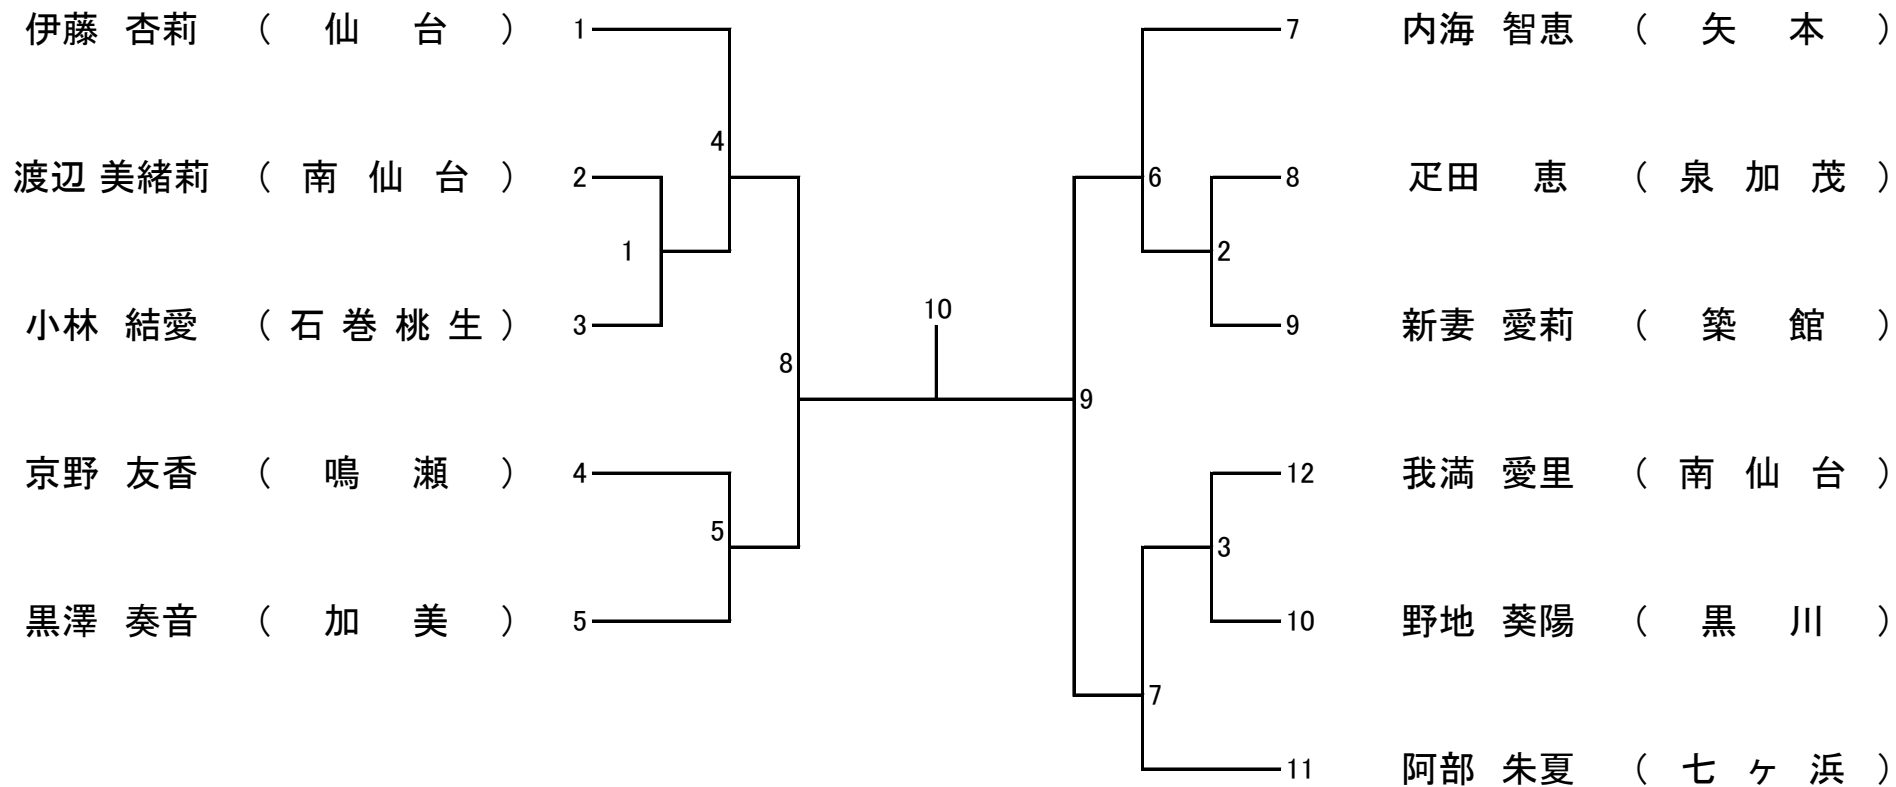 伊藤 杏莉 ( 仙 台 ) 1
渡辺 美緒莉 ( 南 仙 台 ) 2
小林 結愛 ( 石 巻 桃 生 ) 3
京野 友香 ( 鳴 瀬 ) 4
黒澤 奏音 ( 加 美 ) 5
4
1
8
5
10
9
6
2
3
7
7 内海 智恵 ( 矢 本 )
8 疋田 恵 ( 泉 加 茂 )
9 新妻 愛莉 ( 築 館 )
12 我満 愛里 ( 南 仙 台 )
10 野地 葵陽 ( 黒 川 )
11 阿部 朱夏 ( 七 ヶ 浜 )